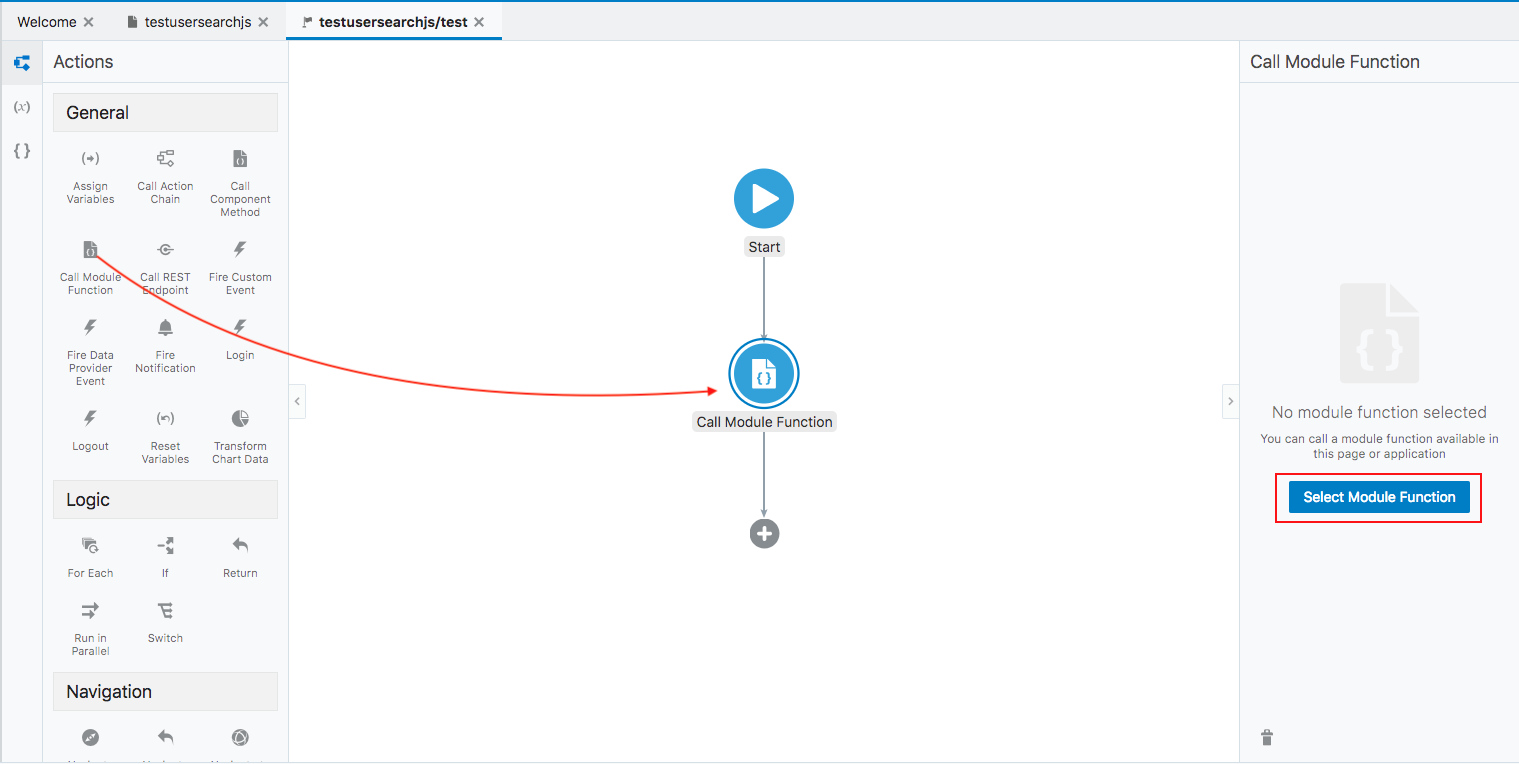 Welcome
testusersearchjs
testusersearchjs/test
Actions
General
(x)
{ }
Assign
Variables
Call Action
Chain
Call
Component
Method
Call Module
Function
Call REST
Endpoint
Fire Custom
Event
Fire Data
Provider
Event
Fire
Notification
Login
Logout
Reset
Variables
Transform
Chart Data
Logic
For Each
If
Return
Run in
Parallel
Switch
Navigation
Start
Call Module Function
Call Module Function
No module function selected
You can call a module function available in
this page or application
Select Module Function